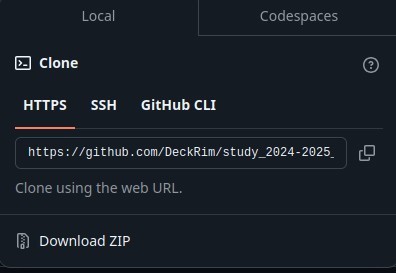 Local Codespaces
Clone
HTTPS SSH GitHub CLI
https://github.com/DeckRim/study_2024-2025_
Clone using the web URL.
Download ZIP